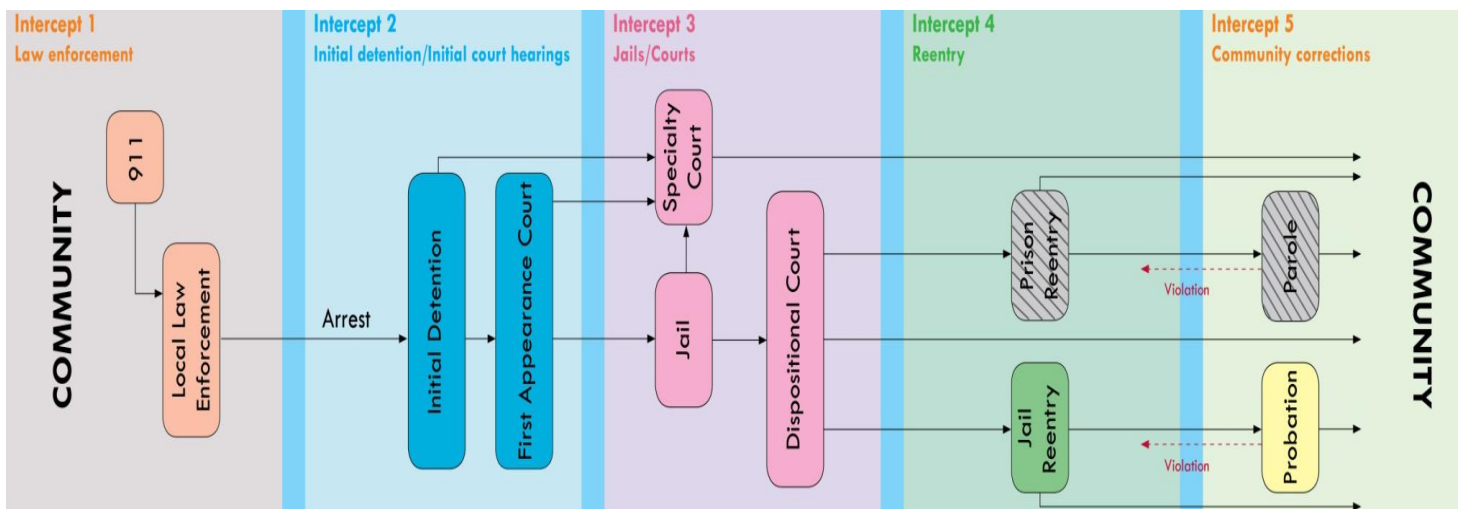 Intercept 1
Law enforcement
COMMUNITY
911
Local Law
Enforcement
Intercept 2
Initial detention/Initial court hearings
Arrest
Initial Detention
First Appearance Court
Intercept 3
Jails/Courts
Specialty
Court
Jail
Dispositional Court
Intercept 4
Reentry
Prison
Reentry
Jail
Reentry
Violation
Violation
Intercept 5
Community corrections
Parole
Probation
COMMUNITY